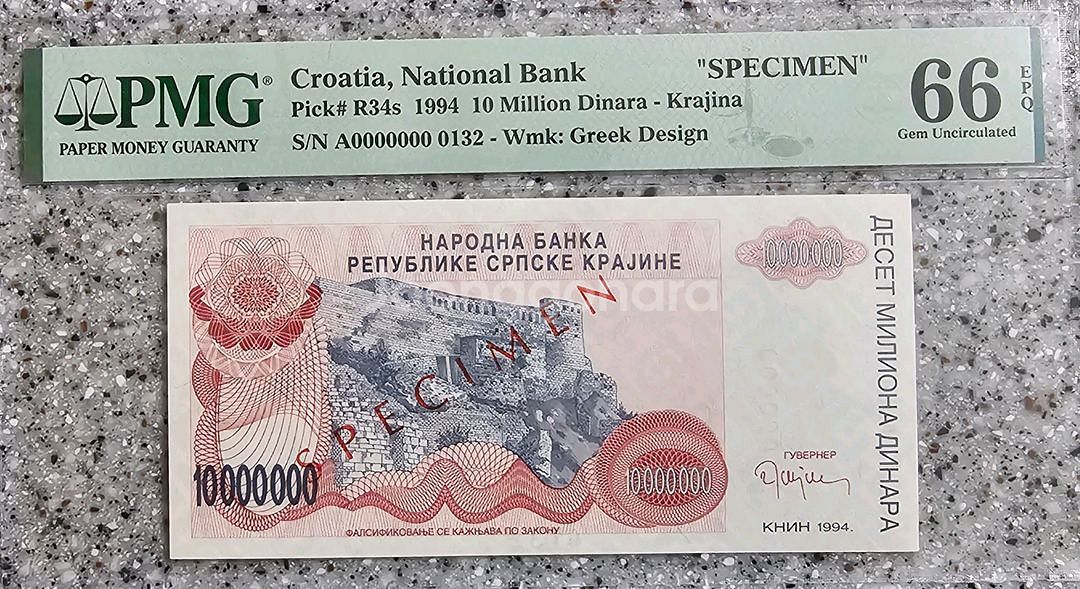 PMG®
PAPER MONEY GUARANTY
Croatia, National Bank
"SPECIMEN"
Pick# R34s 1994 10 Million Dinara - Krajina
S/N A0000000 0132 - Wmk: Greek Design
66
EPQ
Gem Uncirculated
НАРОДНА БАНКА
РЕПУБЛИКЕ СРПСКЕ КРАЈИНЕ
10000000
ДЕСЕТ МИЛИОНА ДИНАРА
SPECIMEN
10000000
10000000
ГУВЕРНЕР
КНИН 1994.
ФАЛСИФИКОВАЊЕ СЕ КАЖЊАВА ПО ЗАКОНУ